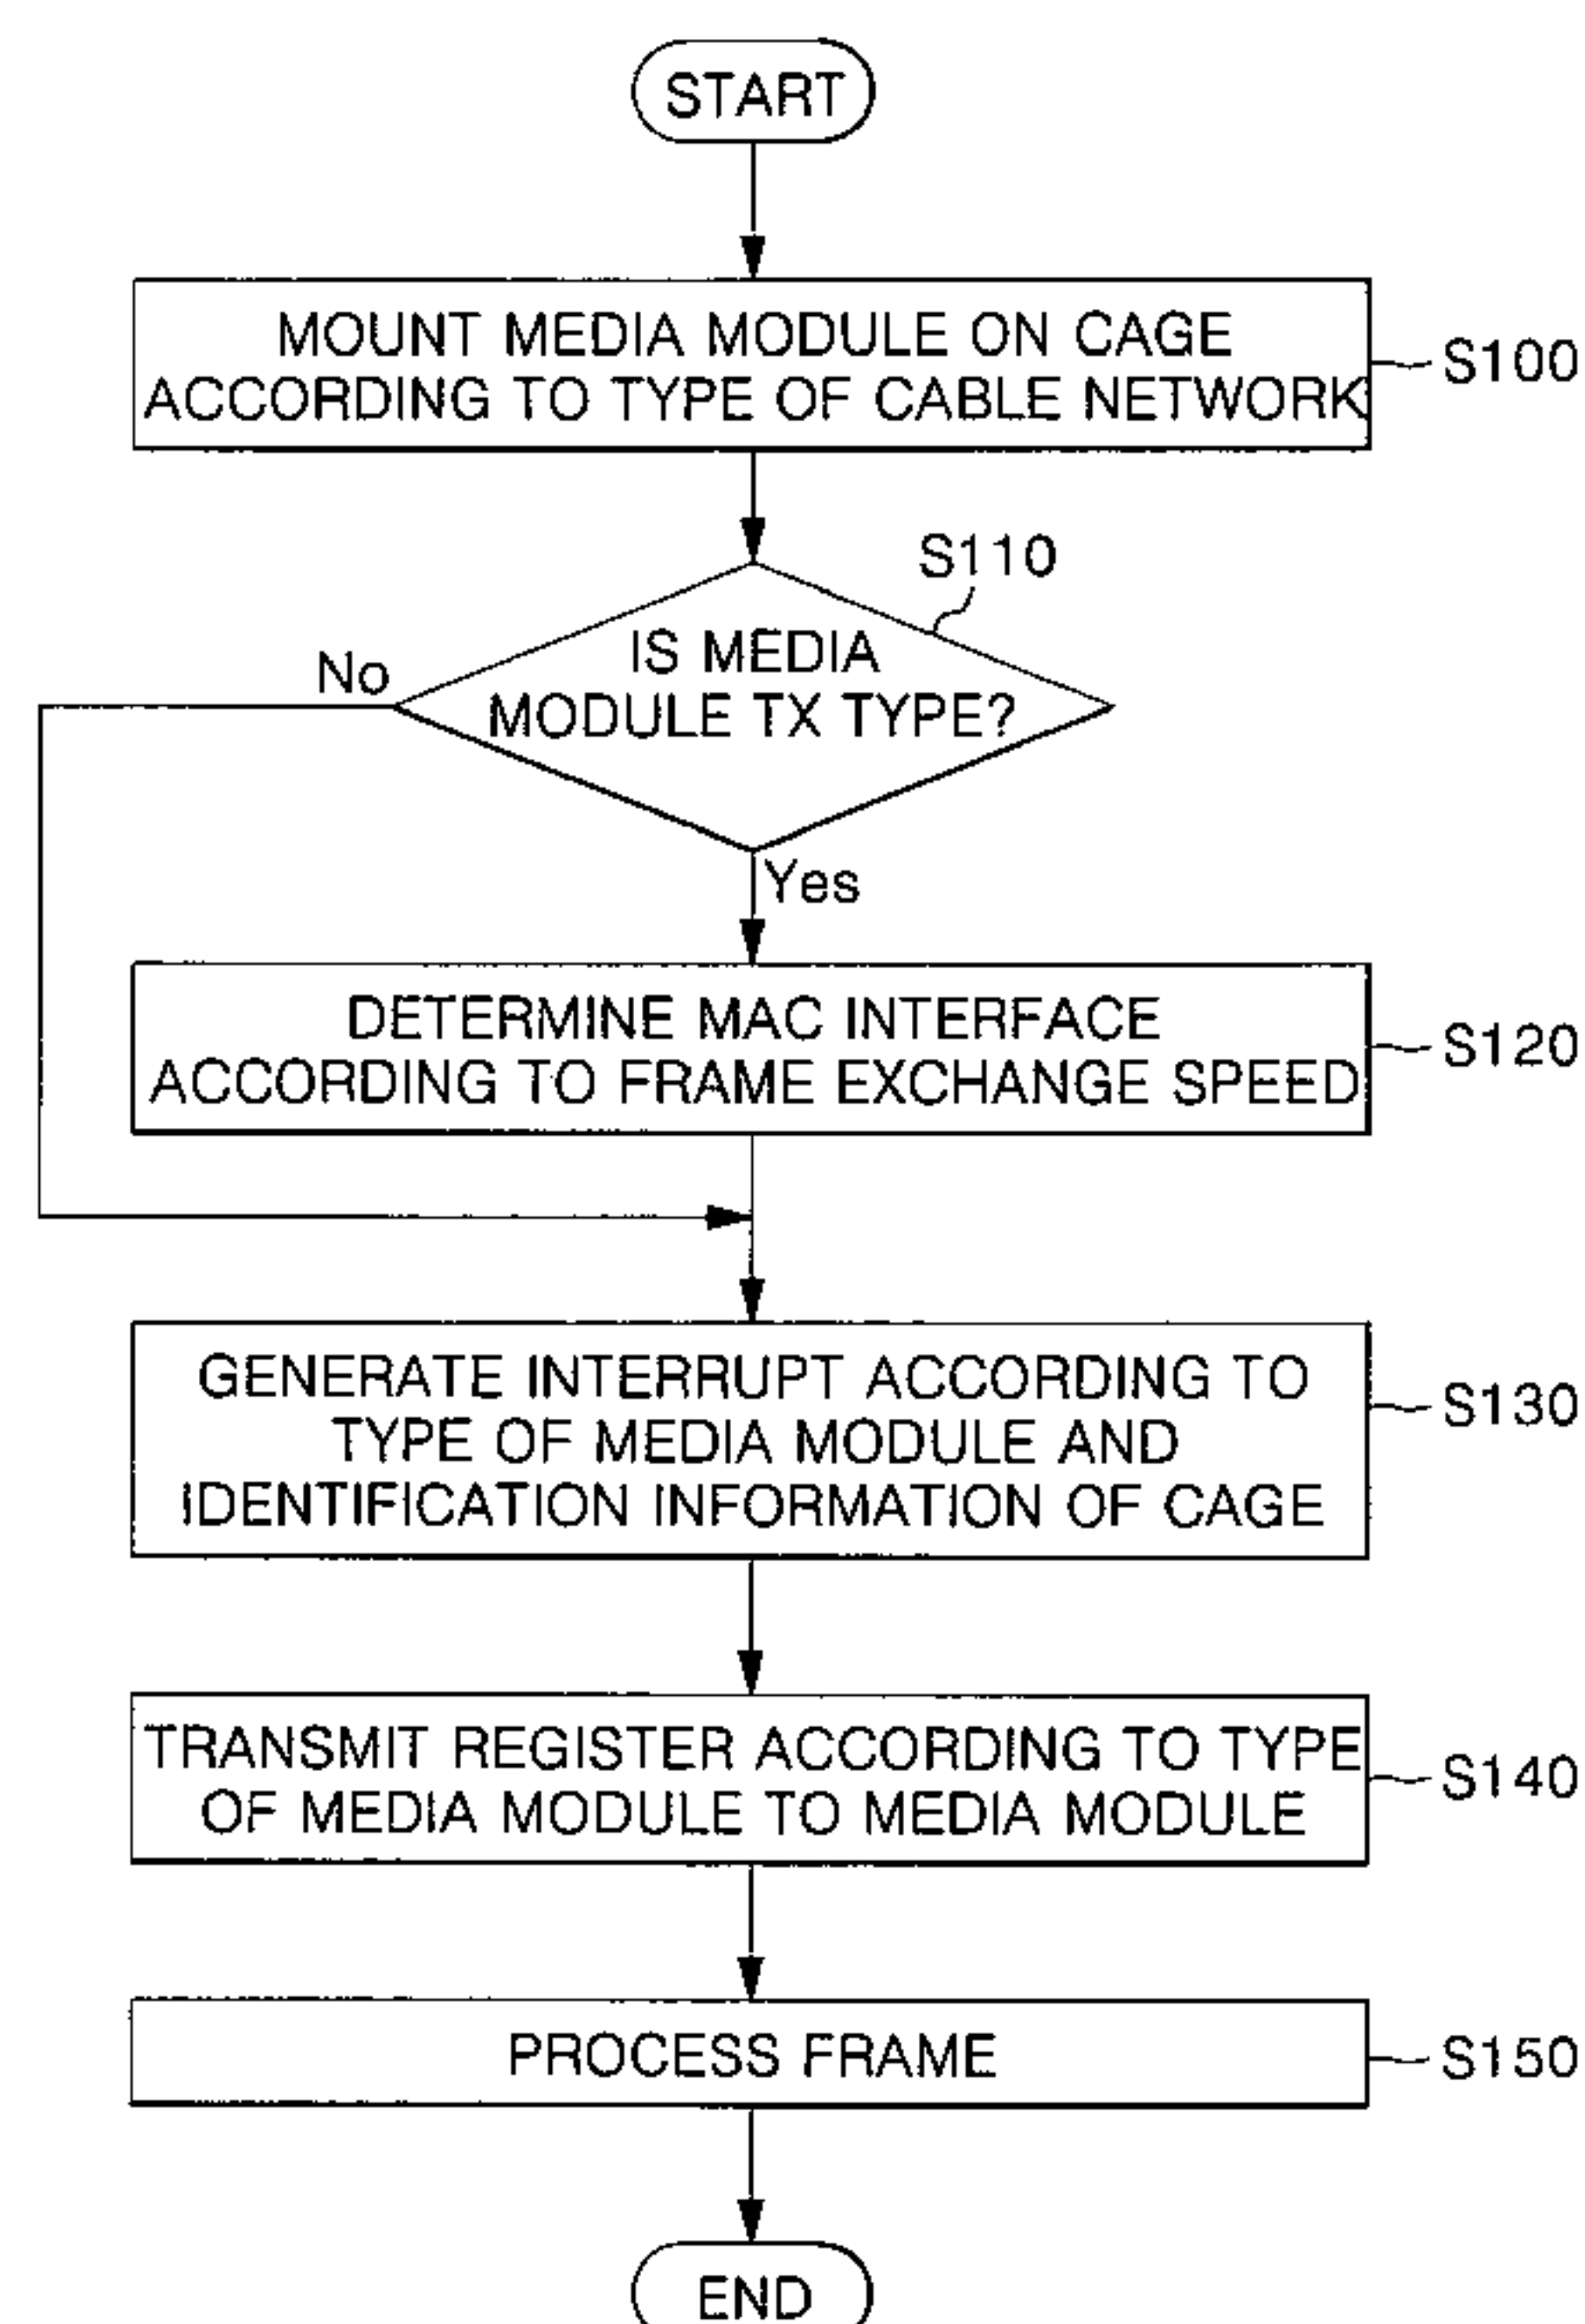 START
MOUNT MEDIA MODULE ON CAGE
ACCORDING TO TYPE OF CABLE NETWORK
S100
S110
IS MEDIA
MODULE TX TYPE?
No
Yes
DETERMINE MAC INTERFACE
ACCORDING TO FRAME EXCHANGE SPEED
S120
GENERATE INTERRUPT ACCORDING TO
TYPE OF MEDIA MODULE AND
IDENTIFICATION INFORMATION OF CAGE
S130
TRANSMIT REGISTER ACCORDING TO TYPE
OF MEDIA MODULE TO MEDIA MODULE
S140
PROCESS FRAME
S150
END